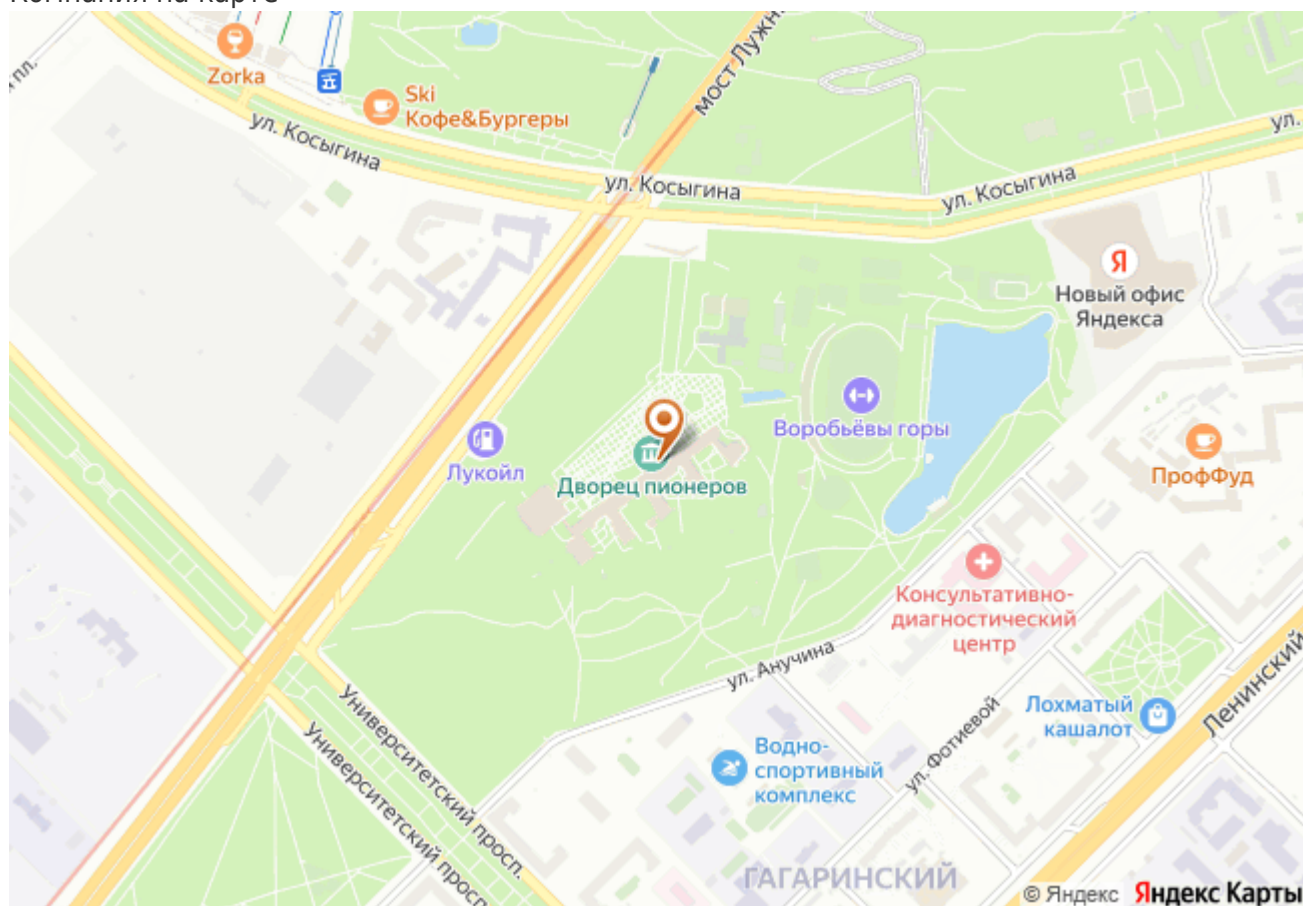 Zorka
Ski
Кофе&Бургеры
ул. Косыгина
мост Лужн
ул. Косыгина
ул. Косыгина
ул.
пл.
Новый офис
Яндекса
Лукойл
Дворец пионеров
Воробьёвы горы
ПрофФуд
Консультативно-
диагностический
центр
ул. Анучина
ул. Фотиевой
Лохматый
кашалот
Ленинский
Университетский просп.
Университетский просп.
Водно-
спортивный
комплекс
ГАГАРИНСКИЙ
© Яндекс Яндекс Карты